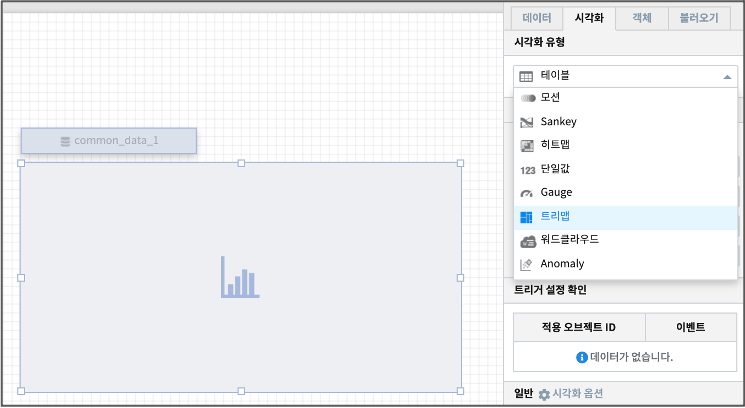 데이터
시각화
객체
불러오기
시각화 유형
테이블
모션
Sankey
히트맵
123 단일값
Gauge
트리맵
워드클라우드
Anomaly
common_data_1
트리거 설정 확인
적용 오브젝트 ID
이벤트
데이터가 없습니다.
일반
시각화 옵션